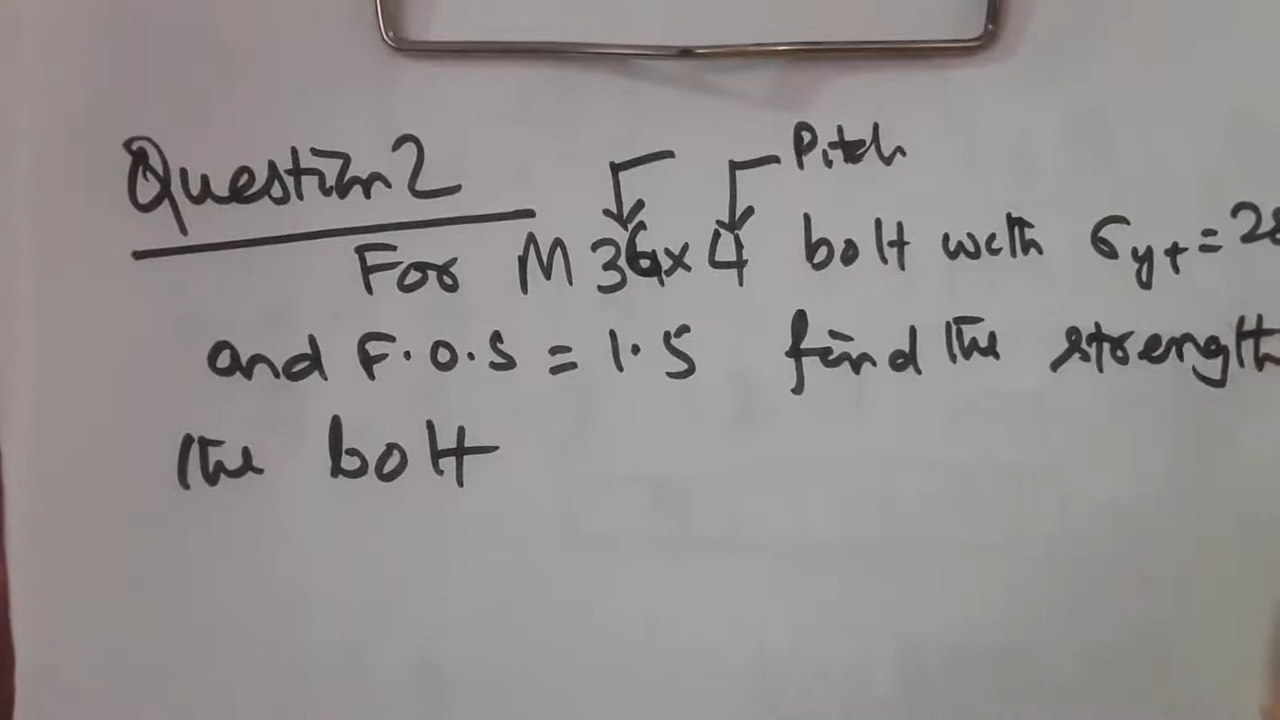 Question 2
Pitch
For M36x4 bolt with σyt =
and F.O.S = 1.5 find the strength
the bolt